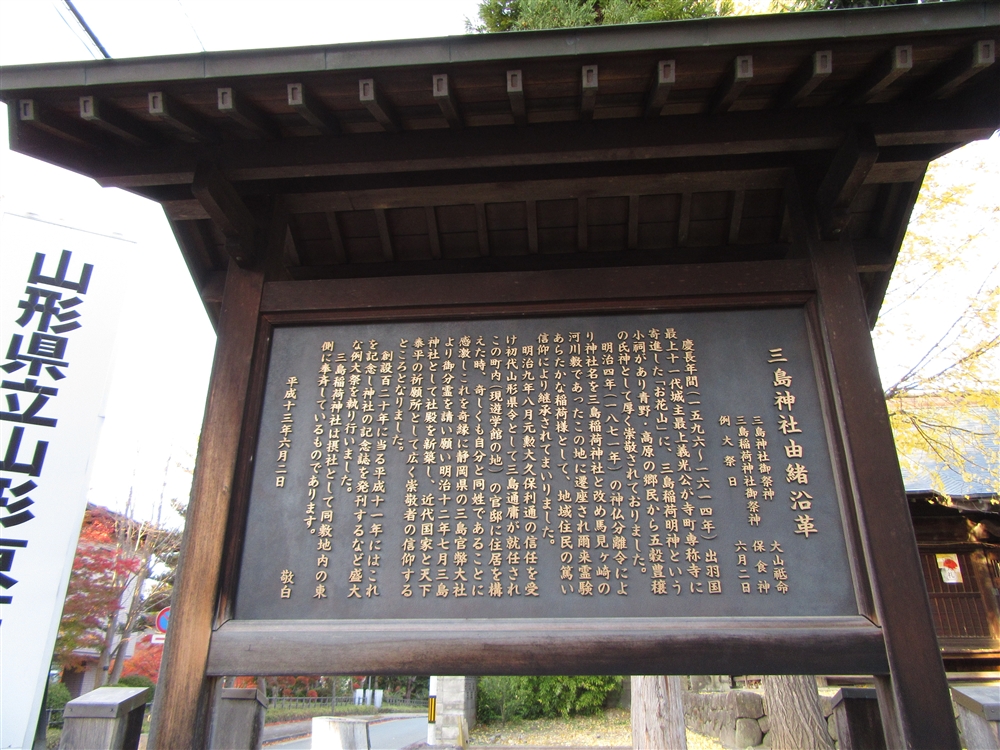 三島神社由緒沿革
三島神社御祭神 大山祗命
三島稲荷神社御祭神 保食神
例大祭日 六月二日
慶長年間(一五九六〜一六一四年)出羽国
最上十一代城主最上義光公が寺町専称寺に
寄進した「お花山」に、三島稲荷明神という
小祠があり青野・高原の郷民から五穀豊穣
の氏神として厚く崇敬されておりました。
明治四年(一八七一年)の神仏分離令によ
り神社名を三島稲荷神社と改め馬見ヶ崎の
河川敷であったこの地に遷座され爾来霊験
あらたかな稲荷様として、地域住民の篤い
信仰により継承されてまいりました。
明治九年八月元勲大久保利通の信任を受
け初代山形県令として三島通庸が就任され
この町内(現遊学館の地)の官邸に住居を構
えた時、奇しくも自分と同姓であることに
感激しこれを奇縁に静岡県の三島官弊大社
より御分霊を請い願い明治十二年七月三島
神社として社殿を新築し、近代国家と天下
泰平の祈願所として広く崇敬者の信仰する
ところとなりました。
創設百二十年に当る平成十一年にはこれ
を記念し神社の記念誌を発刊するなど盛大
な例大祭を執り行いました。
三島稲荷神社は摂社として同敷地内の東
側に奉斉しているものであります。
敬白
平成十三年六月二日
山形県立山形東